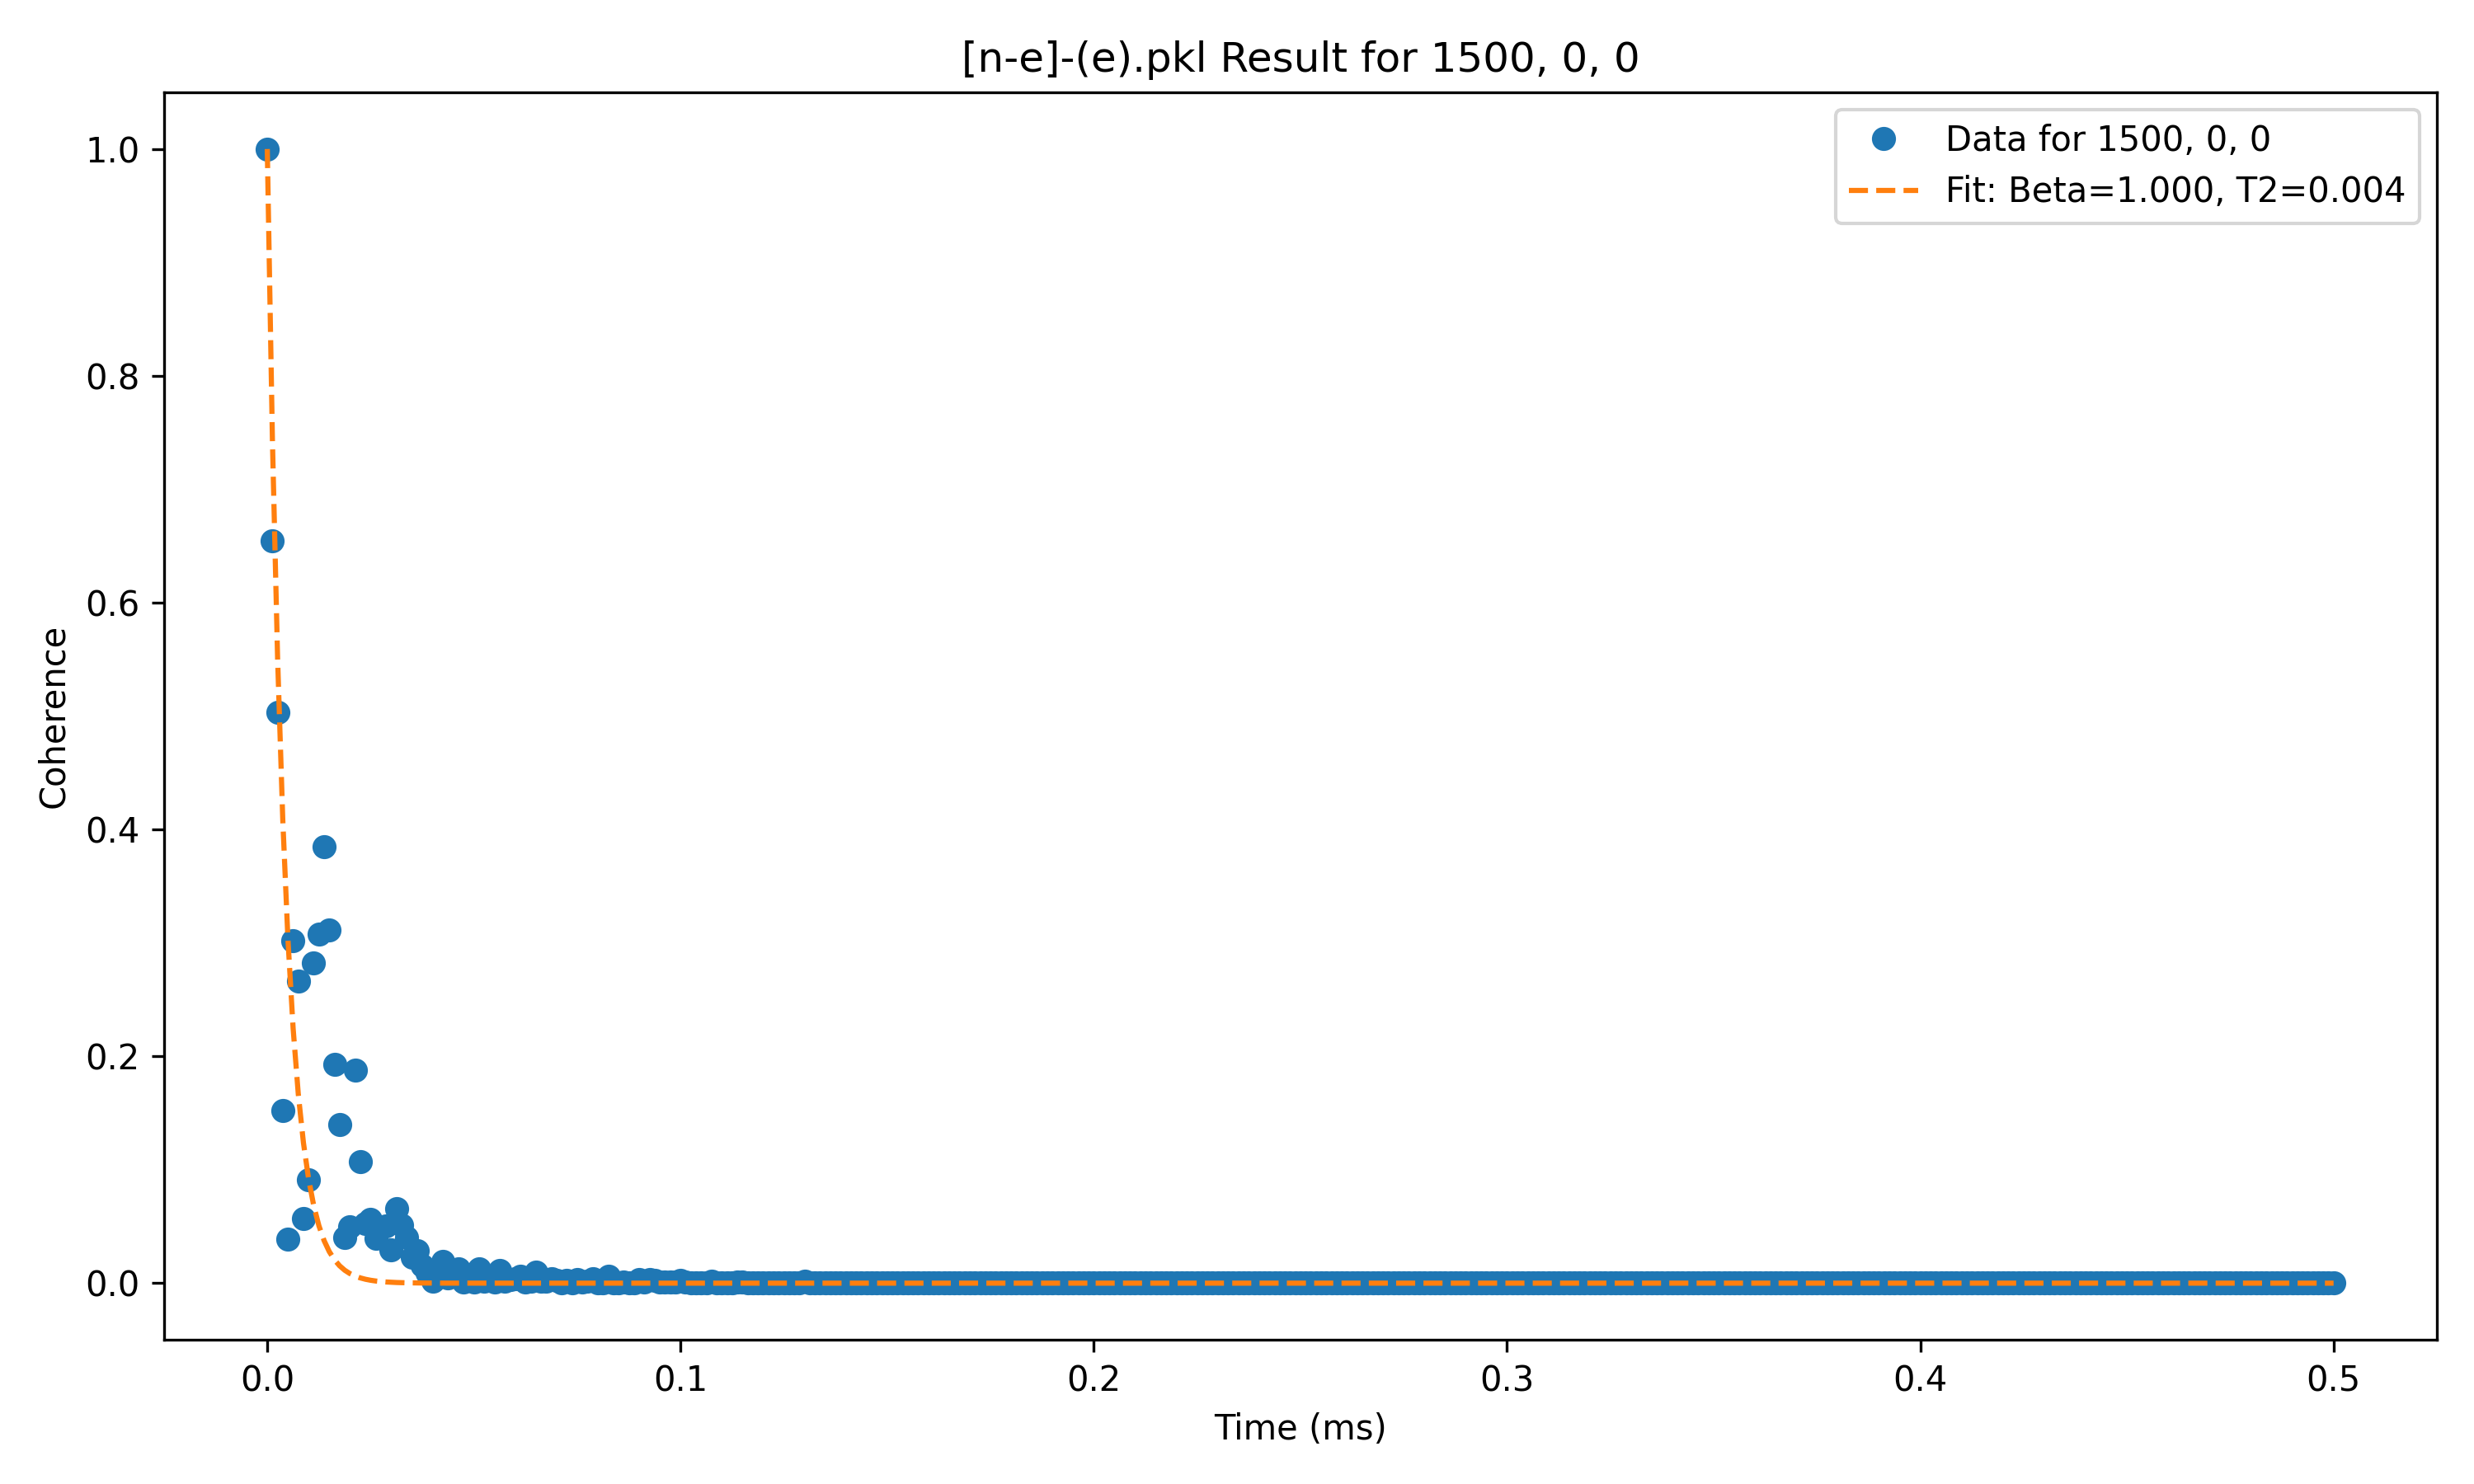 [n-e]-(e).pkl Result for 1500, 0, 0
Data for 1500, 0, 0
Fit: Beta=1.000, T2=0.004
Coherence
1.0
0.8
0.6
0.4
0.2
0.0
0.0 0.1 0.2 0.3 0.4 0.5
Time (ms)